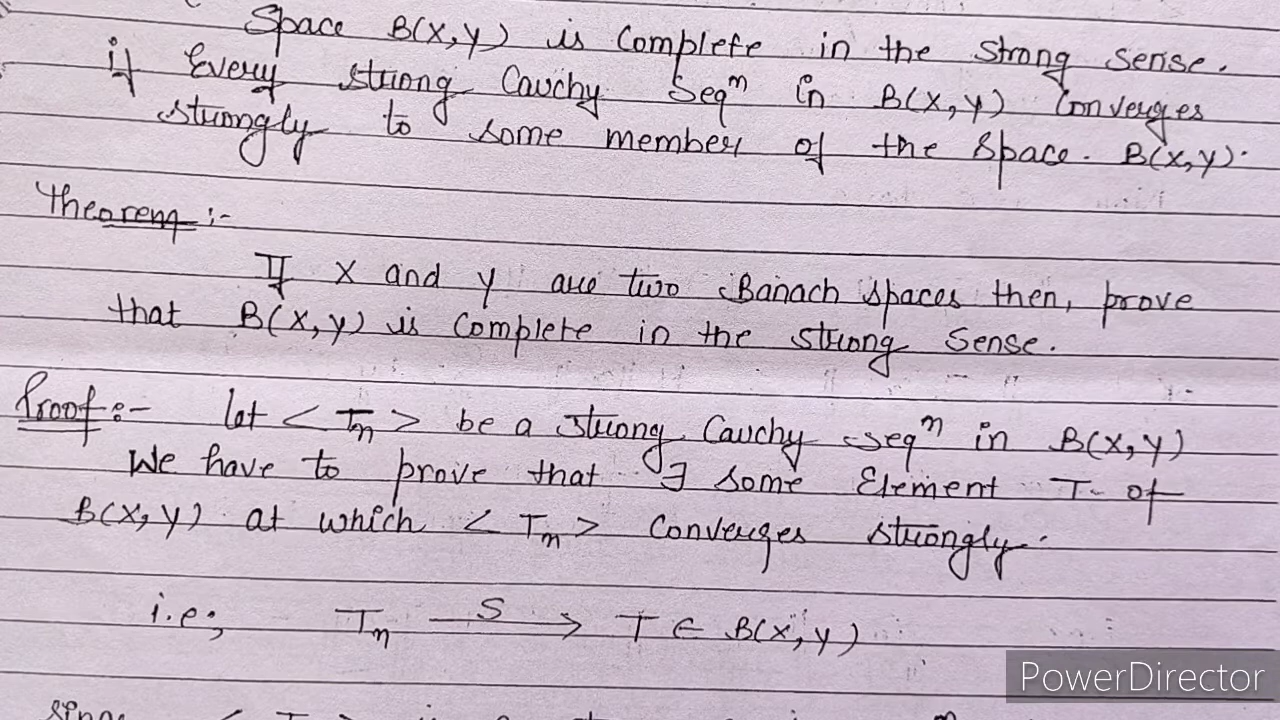 Space B(X,Y) is Complete in the strong sense.
if Every strong Cauchy Seqⁿ in B(X,Y) Converges
strongly to some member of the space. B(X,Y).
Theorem :-
If X and Y are two Banach spaces then, prove
that B(X,Y) is Complete in the strong Sense.
Proof :- let < Tn > be a strong Cauchy seqⁿ in B(X,Y)
We have to prove that ∃ some Element T of
B(X,Y) at which < Tn > Converges strongly.
i.e., Tn —S→ T ∈ B(X,Y)
PowerDirector